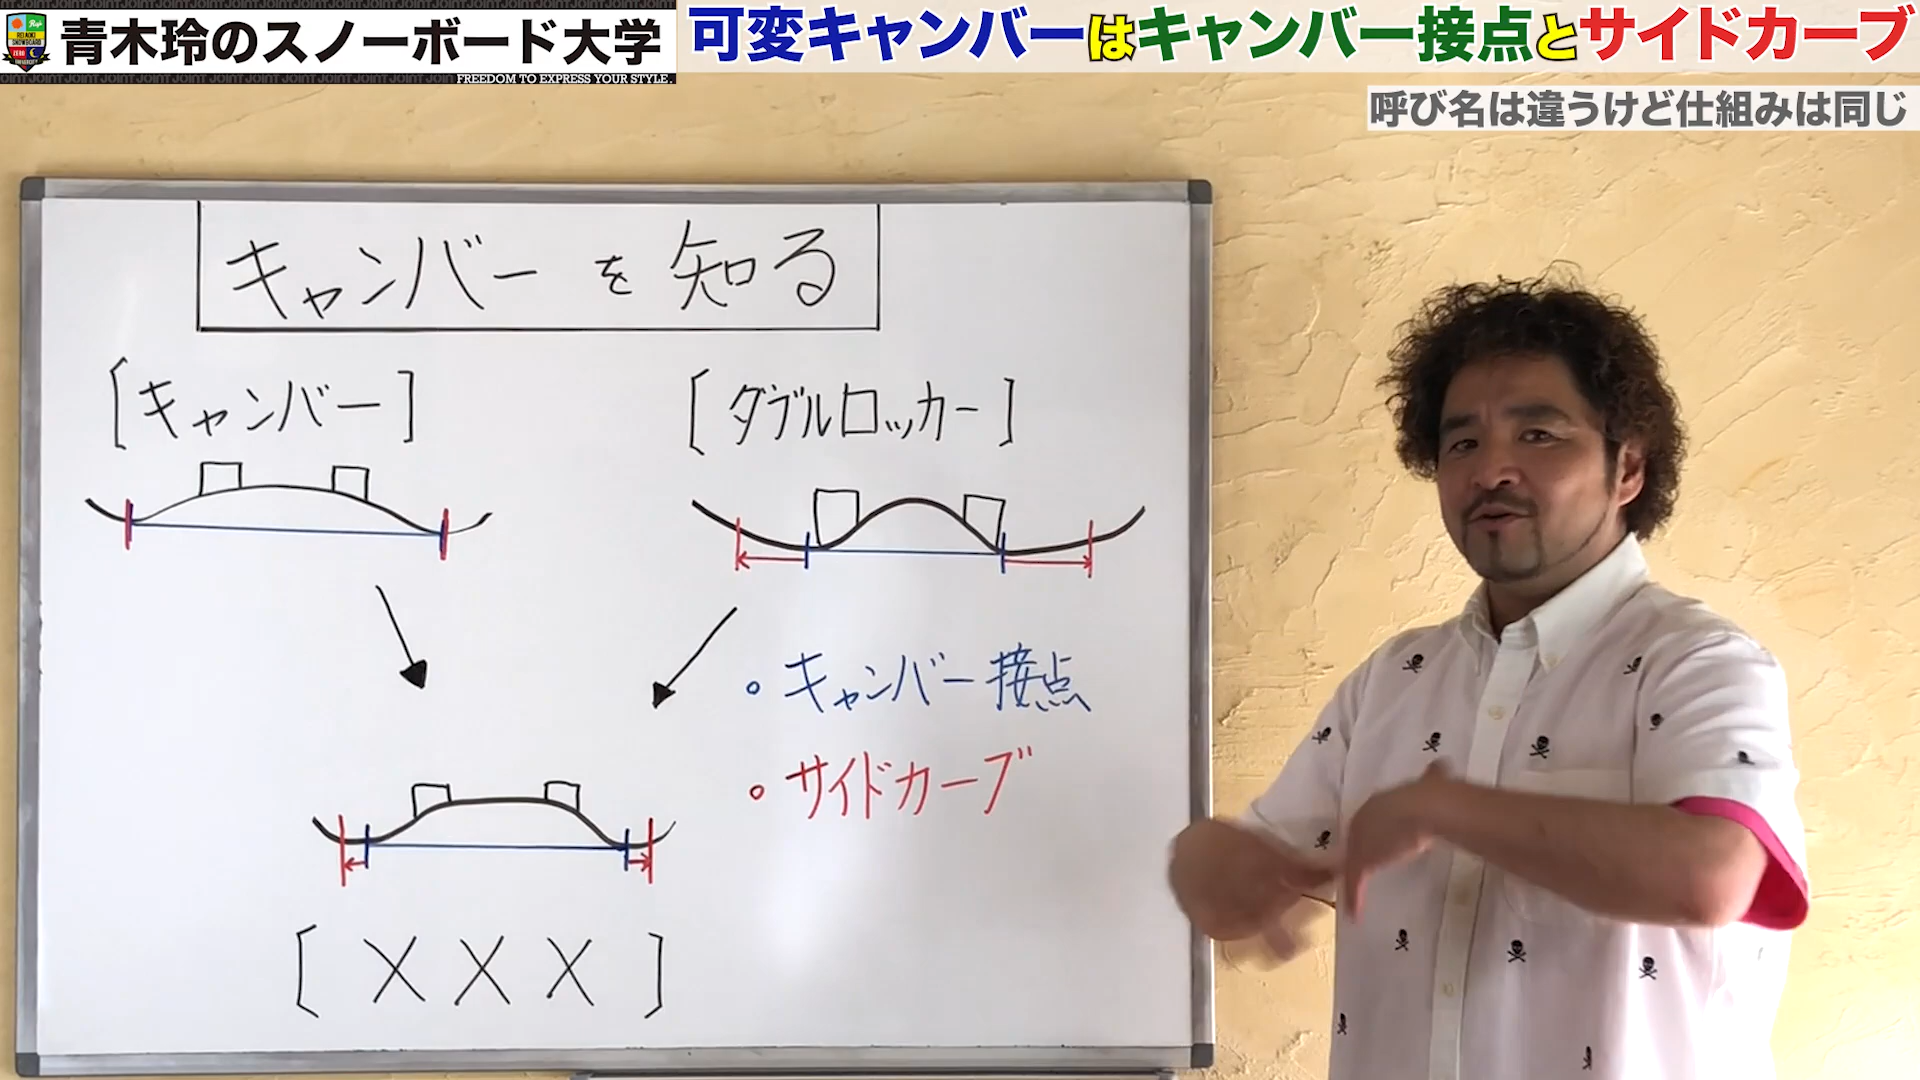 青木玲のスノーボード大学
FREEDOM TO EXPRESS YOUR STYLE.
可変キャンバーはキャンバー接点とサイドカーブ
呼び名は違うけど仕組みは同じ
キャンバーを知る
[キャンバー]
[ダブルロッカー]
・キャンバー接点
・サイドカーブ
[XXX]